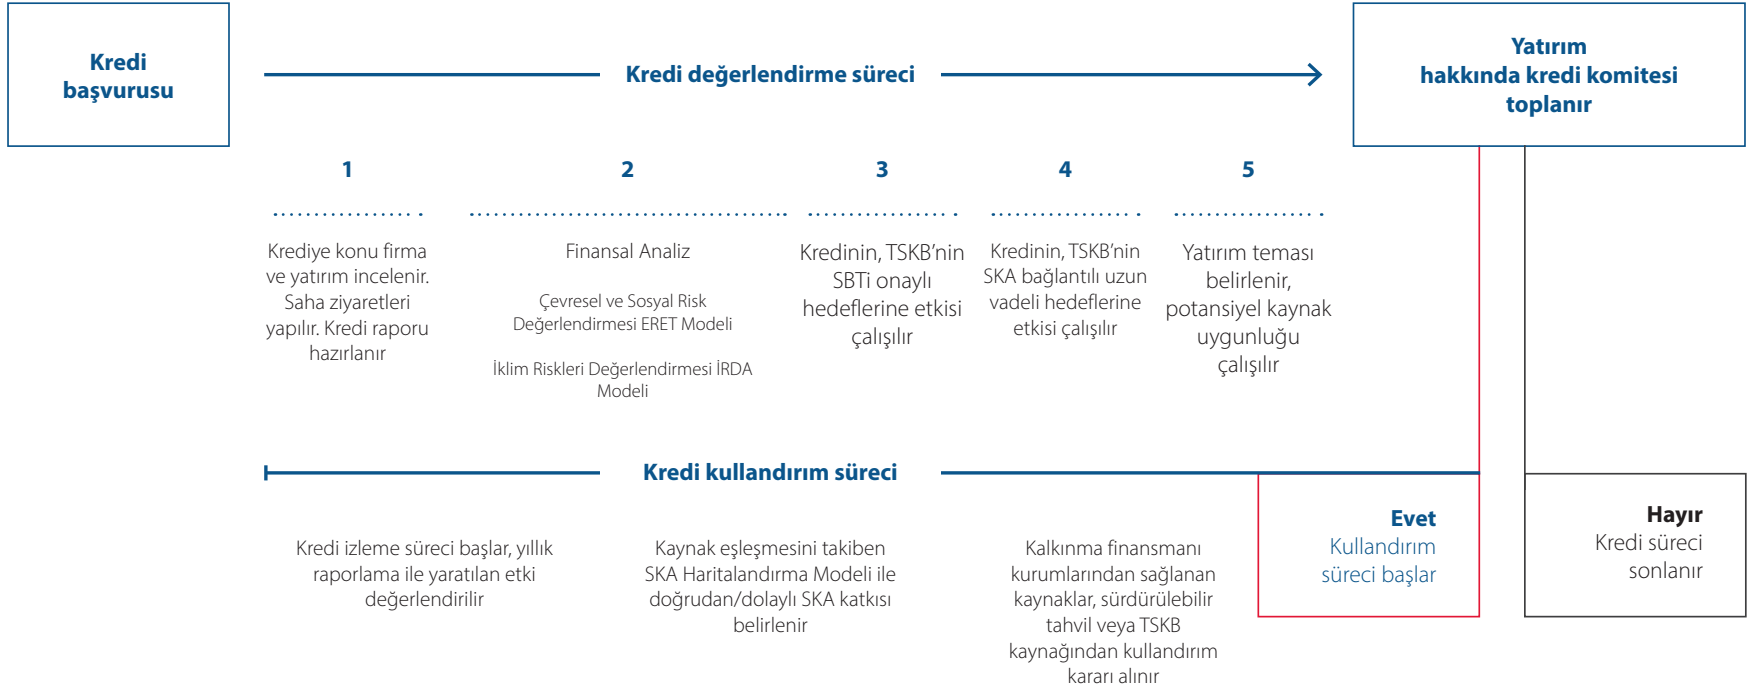 Kredi
başvurusu
Kredi değerlendirme süreci
Yatırım
hakkında kredi komitesi
toplanır
1
Krediye konu firma
ve yatırım incelenir.
Saha ziyaretleri
yapılır. Kredi raporu
hazırlanır
2
Finansal Analiz
Çevresel ve Sosyal Risk
Değerlendirmesi ERET Modeli
İklim Riskleri Değerlendirmesi İRDA
Modeli
3
Kredinin, TSKB’nin
SBTi onaylı
hedeflerine etkisi
çalışılır
4
Kredinin, TSKB’nin
SKA bağlantılı uzun
vadeli hedeflerine
etkisi çalışılır
5
Yatırım teması
belirlenir,
potansiyel kaynak
uygunluğu
çalışılır
Kredi kullandırım süreci
Kredi izleme süreci başlar, yıllık
raporlama ile yaratılan etki
değerlendirilir
Kaynak eşleşmesini takiben
SKA Haritalandırma Modeli ile
doğrudan/dolaylı SKA katkısı
belirlenir
Kalkınma finansmanı
kurumlarından sağlanan
kaynaklar, sürdürülebilir
tahvil veya TSKB
kaynağından kullandırım
kararı alınır
Evet
Kullandırım
süreci başlar
Hayır
Kredi süreci
sonlanır